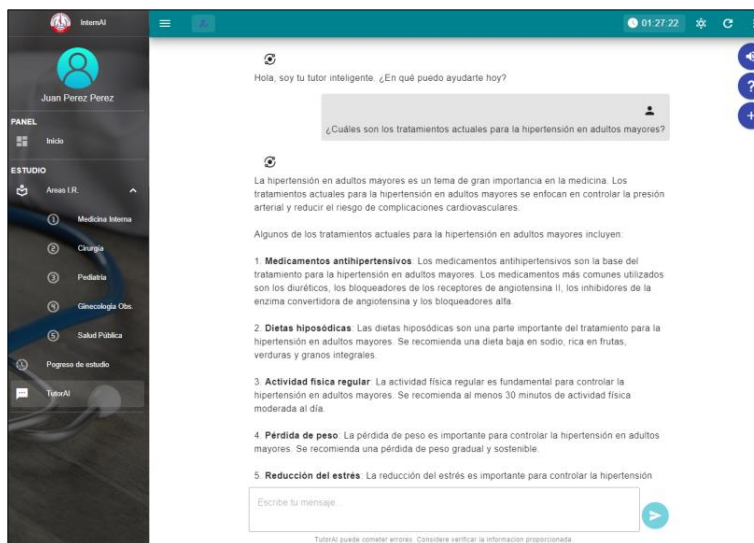 InternAI
01:27:22
Juan Perez Perez
PANEL
Inicio
ESTUDIO
Areas I.R.
1 Medicina Interna
2 Cirugía
3 Pediatría
4 Ginecología Obs.
5 Salud Pública
Pogreso de estudio
TutorAI
Hola, soy tu tutor inteligente. ¿En qué puedo ayudarte hoy?
¿Cuáles son los tratamientos actuales para la hipertensión en adultos mayores?
La hipertensión en adultos mayores es un tema de gran importancia en la medicina. Los
tratamientos actuales para la hipertensión en adultos mayores se enfocan en controlar la presión
arterial y reducir el riesgo de complicaciones cardiovasculares.
Algunos de los tratamientos actuales para la hipertensión en adultos mayores incluyen:
1. Medicamentos antihipertensivos: Los medicamentos antihipertensivos son la base del
tratamiento para la hipertensión en adultos mayores. Los medicamentos más comunes utilizados
son los diuréticos, los bloqueadores de los receptores de angiotensina II, los inhibidores de la
enzima convertidora de angiotensina y los bloqueadores alfa.
2. Dietas hiposódicas: Las dietas hiposódicas son una parte importante del tratamiento para la
hipertensión en adultos mayores. Se recomienda una dieta baja en sodio, rica en frutas,
verduras y granos integrales.
3. Actividad física regular: La actividad física regular es fundamental para controlar la
hipertensión en adultos mayores. Se recomienda al menos 30 minutos de actividad física
moderada al día.
4. Pérdida de peso: La pérdida de peso es importante para controlar la hipertensión en adultos
mayores. Se recomienda una pérdida de peso gradual y sostenible.
5. Reducción del estrés: La reducción del estrés es importante para controlar la hipertensión
Escribe tu mensaje...
TutorAI puede cometer errores. Considere verificar la informacion proporcionada.